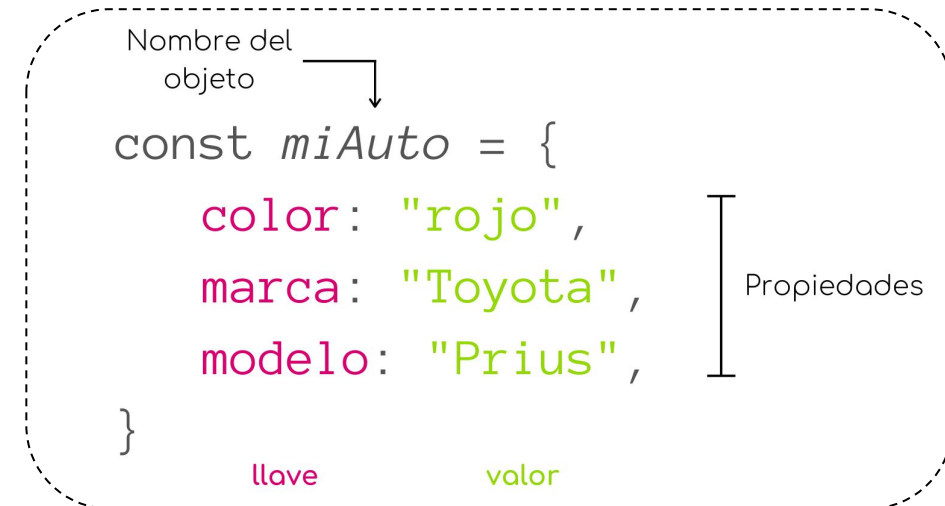 Nombre del
objeto
const miAuto = {
color: "rojo",
marca: "Toyota",
modelo: "Prius",
}
Propiedades
llave valor